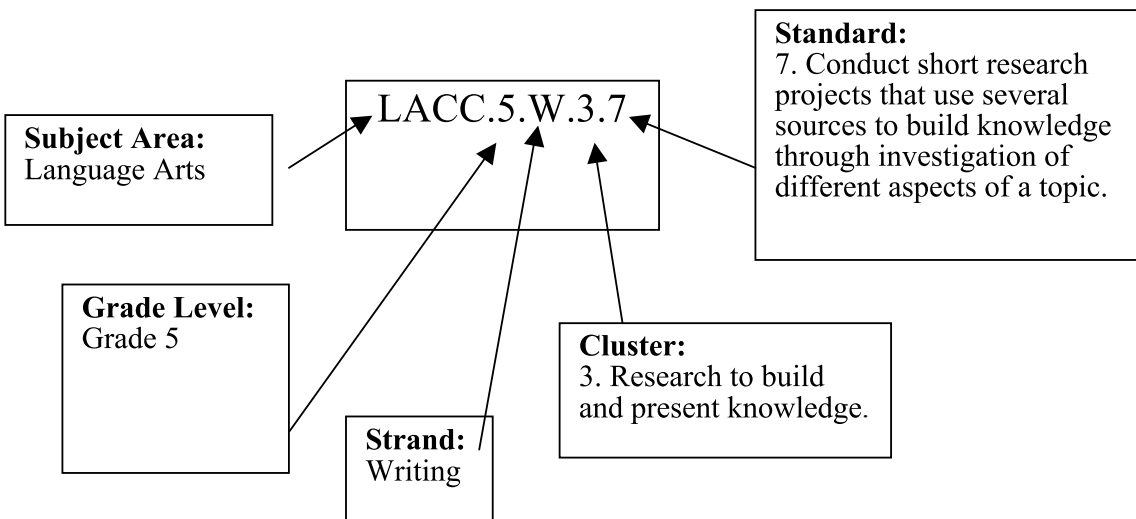 LACC.5.W.3.7
Subject Area:
Language Arts
Standard:
7. Conduct short research
projects that use several
sources to build knowledge
through investigation of
different aspects of a topic.
Grade Level:
Grade 5
Strand:
Writing
Cluster:
3. Research to build
and present knowledge.